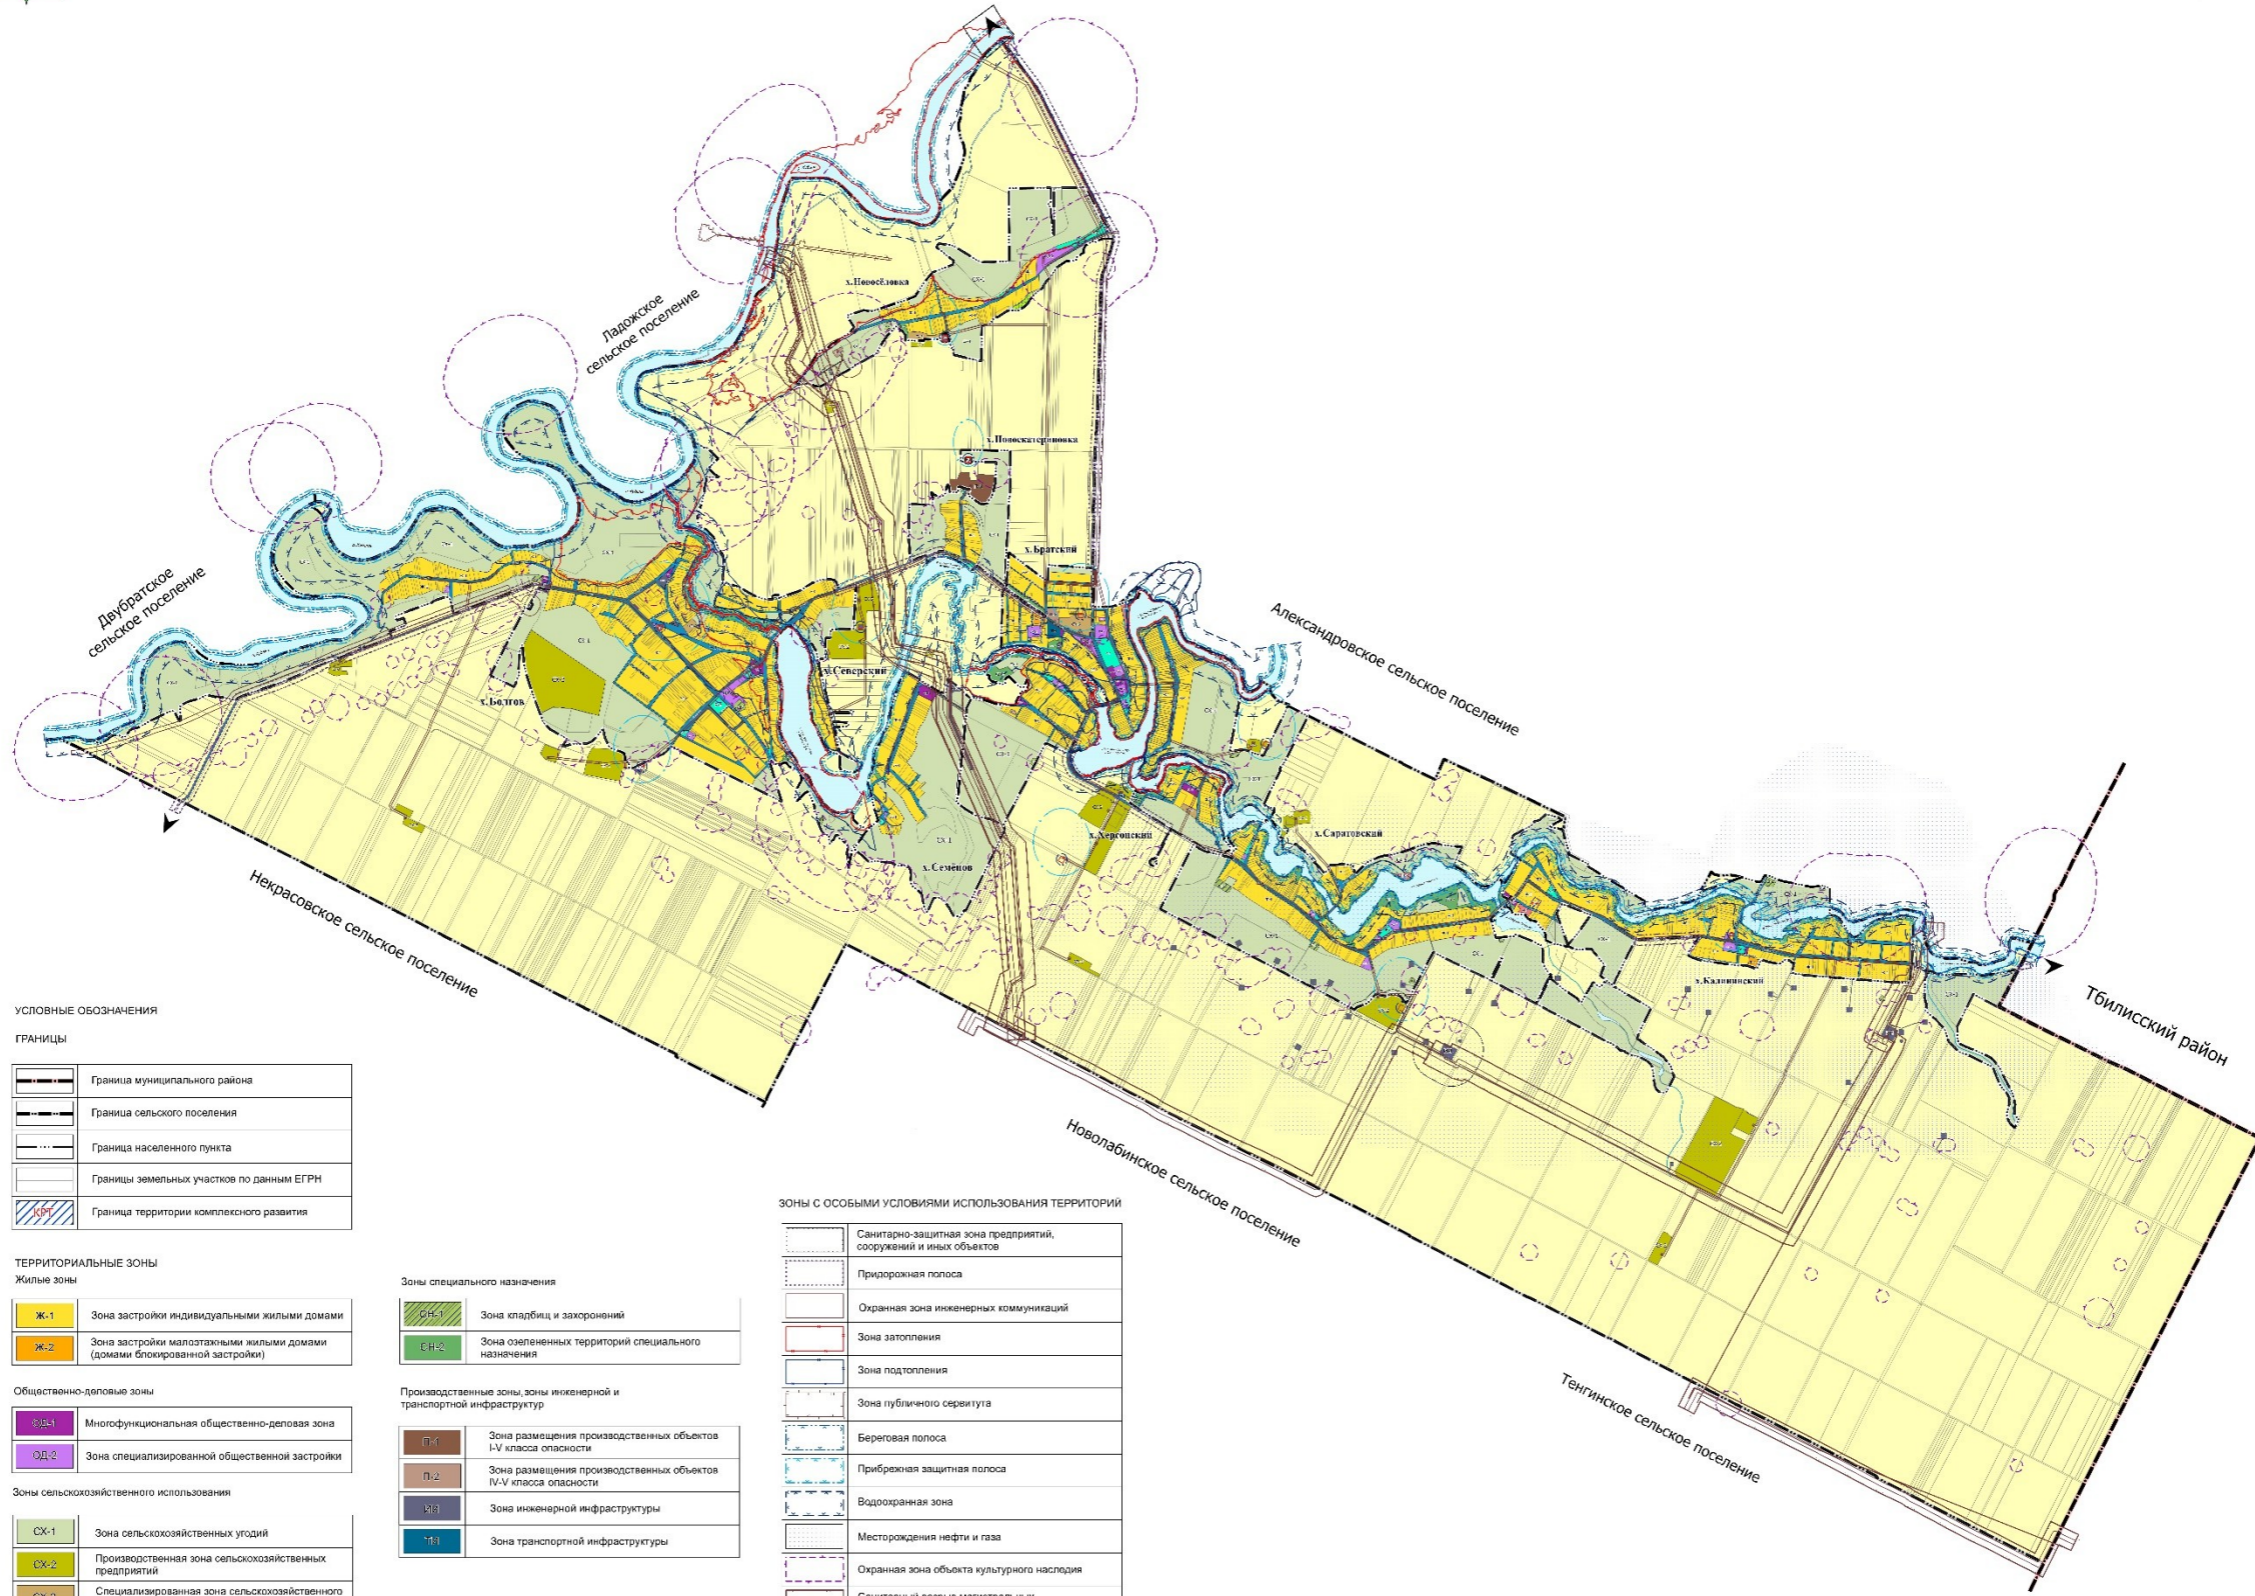 х.Новосёловка
Ладожское
сельское поселение
х.Новоекатериновка
х.Братский
Двубратское
сельское поселение
Александровское сельское поселение
х.Северский
х.Болгов
х.Херсонский
х.Саратовский
х.Семёнов
Некрасовское сельское поселение
х.Калининский
Тбилисский район
Новолабинское сельское поселение
Тенгинское сельское поселение
УСЛОВНЫЕ ОБОЗНАЧЕНИЯ
ГРАНИЦЫ
Граница муниципального района
Граница сельского поселения
Граница населенного пункта
Границы земельных участков по данным ЕГРН
КРТ Граница территории комплексного развития
ТЕРРИТОРИАЛЬНЫЕ ЗОНЫ
Жилые зоны
Ж-1 Зона застройки индивидуальными жилыми домами
Ж-2 Зона застройки малоэтажными жилыми домами
(домами блокированной застройки)
Общественно-деловые зоны
ОД-1 Многофункциональная общественно-деловая зона
ОД-2 Зона специализированной общественной застройки
Зоны сельскохозяйственного использования
СХ-1 Зона сельскохозяйственных угодий
СХ-2 Производственная зона сельскохозяйственных
предприятий
Специализированная зона сельскохозяйственного
Зоны специального назначения
СН-1 Зона кладбищ и захоронений
СН-2 Зона озелененных территорий специального
назначения
Производственные зоны, зоны инженерной и
транспортной инфраструктур
П-1 Зона размещения производственных объектов
I-V класса опасности
П-2 Зона размещения производственных объектов
IV-V класса опасности
Зона инженерной инфраструктуры
Зона транспортной инфраструктуры
ЗОНЫ С ОСОБЫМИ УСЛОВИЯМИ ИСПОЛЬЗОВАНИЯ ТЕРРИТОРИЙ
Санитарно-защитная зона предприятий,
сооружений и иных объектов
Придорожная полоса
Охранная зона инженерных коммуникаций
Зона затопления
Зона подтопления
Зона публичного сервитута
Береговая полоса
Прибрежная защитная полоса
Водоохранная зона
Месторождения нефти и газа
Охранная зона объекта культурного наследия